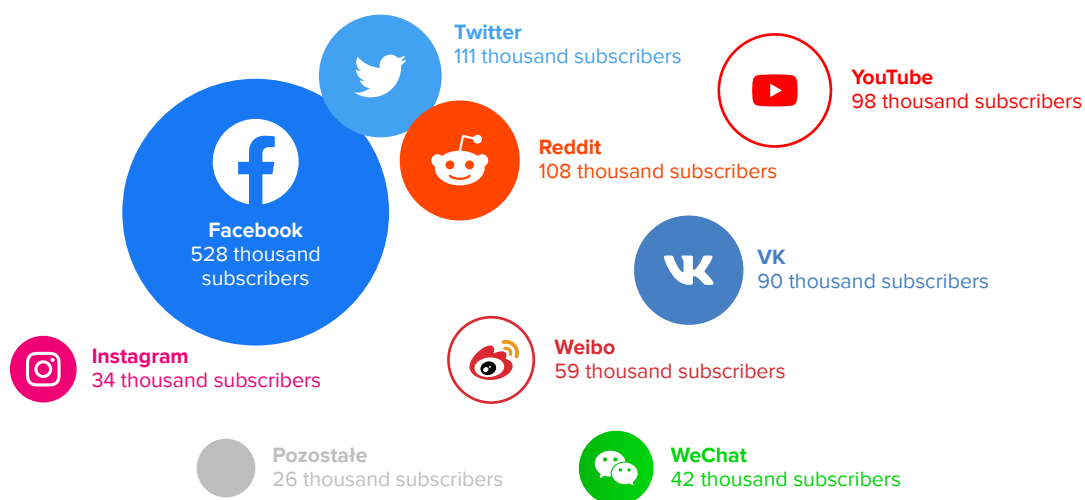 Twitter
111 thousand subscribers
YouTube
98 thousand subscribers
Reddit
108 thousand subscribers
Facebook
528 thousand
subscribers
VK
90 thousand subscribers
Instagram
34 thousand subscribers
Weibo
59 thousand subscribers
Pozostałe
26 thousand subscribers
WeChat
42 thousand subscribers